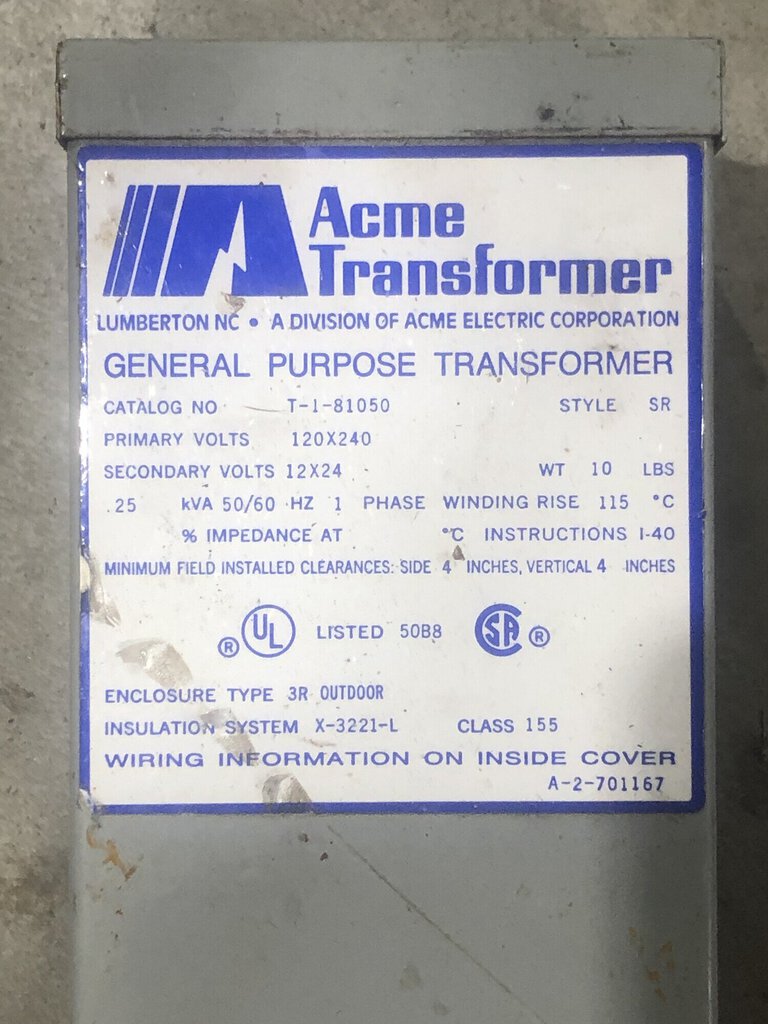 Acme
Transformer
LUMBERTON NC • A DIVISION OF ACME ELECTRIC CORPORATION
GENERAL PURPOSE TRANSFORMER
CATALOG NO T-1-81050 STYLE SR
PRIMARY VOLTS 120X240
SECONDARY VOLTS 12X24 WT 10 LBS
.25 kVA 50/60 HZ 1 PHASE WINDING RISE 115 °C
% IMPEDANCE AT °C INSTRUCTIONS I-40
MINIMUM FIELD INSTALLED CLEARANCES: SIDE 4 INCHES, VERTICAL 4 INCHES
® UL LISTED 50B8 SA ®
ENCLOSURE TYPE 3R OUTDOOR
INSULATION SYSTEM X-3221-L CLASS 155
WIRING INFORMATION ON INSIDE COVER
A-2-701167